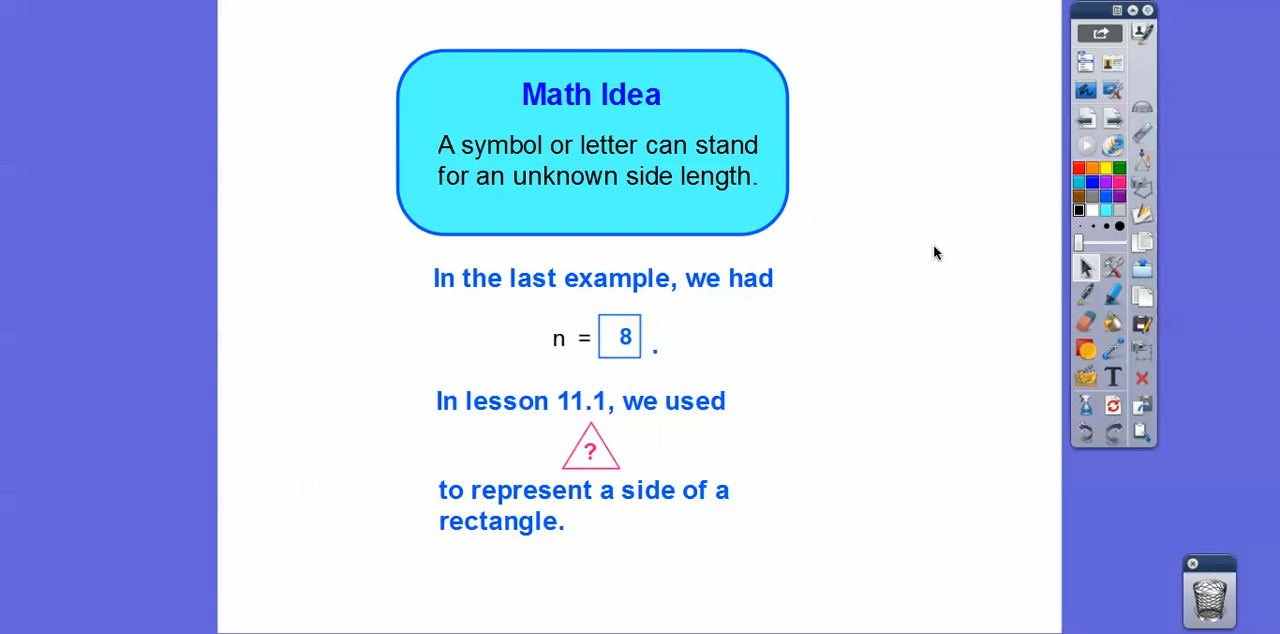 Math Idea
A symbol or letter can stand
for an unknown side length.
In the last example, we had
n = 8 .
In lesson 11.1, we used
?
to represent a side of a
rectangle.
T